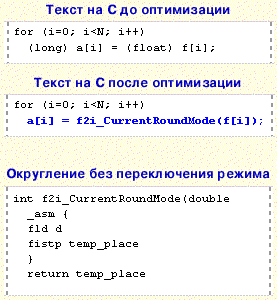 Текст на С до оптимизации
for (i=0; i<N; i++)
(long) a[i] = (float) f[i];
Текст на С после оптимизации
for (i=0; i<N; i++)
a[i] = f2i_CurrentRoundMode(f[i]);
Округление без переключения режима
int f2i_CurrentRoundMode(double
_asm {
fld d
fistp temp_place
}
return temp_place